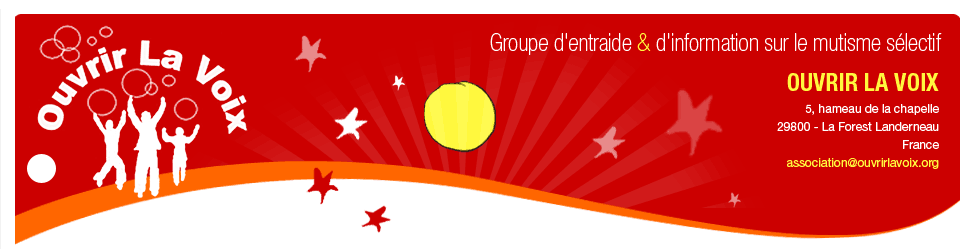 Ouvrir La Voix
Groupe d'entraide & d'information sur le mutisme sélectif
OUVRIR LA VOIX
5, hameau de la chapelle
29800 - La Forest Landerneau
France
association@ouvrirlavoix.org